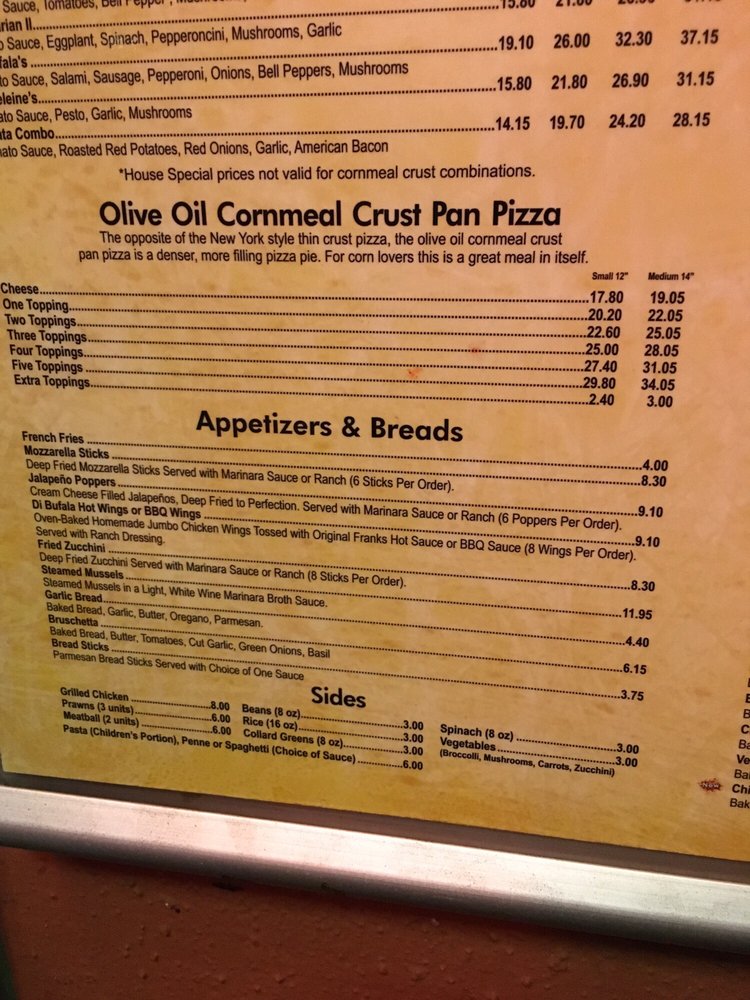 Sauce, Tomatoes, Bell Pepper,
rian II 15.80 21.80
o Sauce, Eggplant, Spinach, Pepperoncini, Mushrooms, Garlic
fala's 19.10 26.00 32.30 37.15
to Sauce, Salami, Sausage, Pepperoni, Onions, Bell Peppers, Mushrooms
eleine's 15.80 21.80 26.90 31.15
ato Sauce, Pesto, Garlic, Mushrooms
ata Combo 14.15 19.70 24.20 28.15
nato Sauce, Roasted Red Potatoes, Red Onions, Garlic, American Bacon
*House Special prices not valid for cornmeal crust combinations.
Olive Oil Cornmeal Crust Pan Pizza
The opposite of the New York style thin crust pizza, the olive oil cornmeal crust
pan pizza is a denser, more filling pizza pie. For corn lovers this is a great meal in itself.
Small 12" Medium 14"
Cheese 17.80 19.05
One Topping 20.20 22.05
Two Toppings 22.60 25.05
Three Toppings 25.00 28.05
Four Toppings 27.40 31.05
Five Toppings 29.80 34.05
Extra Toppings 2.40 3.00
Appetizers & Breads
French Fries 4.00
Mozzarella Sticks 8.30
Deep Fried Mozzarella Sticks Served with Marinara Sauce or Ranch (6 Sticks Per Order).
Jalapeño Poppers 9.10
Cream Cheese Filled Jalapeños, Deep Fried to Perfection. Served with Marinara Sauce or Ranch (6 Poppers Per Order).
Di Bufala Hot Wings or BBQ Wings 9.10
Oven-Baked Homemade Jumbo Chicken Wings Tossed with Original Franks Hot Sauce or BBQ Sauce (8 Wings Per Order).
Served with Ranch Dressing.
Fried Zucchini 8.30
Deep Fried Zucchini Served with Marinara Sauce or Ranch (8 Sticks Per Order).
Steamed Mussels 11.95
Steamed Mussels in a Light, White Wine Marinara Broth Sauce.
Garlic Bread 4.40
Baked Bread, Garlic, Butter, Oregano, Parmesan.
Bruschetta 6.15
Baked Bread, Butter, Tomatoes, Cut Garlic, Green Onions, Basil
Bread Sticks 3.75
Parmesan Bread Sticks Served with Choice of One Sauce
Sides
Grilled Chicken 8.00
Prawns (3 units) 6.00
Meatball (2 units) 6.00
Beans (8 oz) 3.00
Rice (16 oz) 3.00
Collard Greens (8 oz) 3.00
Pasta (Children's Portion), Penne or Spaghetti (Choice of Sauce) 6.00
Spinach (8 oz) 3.00
Vegetables 3.00
(Broccolli, Mushrooms, Carrots, Zucchini)
B
C
Ba
Ve
Ba
NEW Chi
Bak